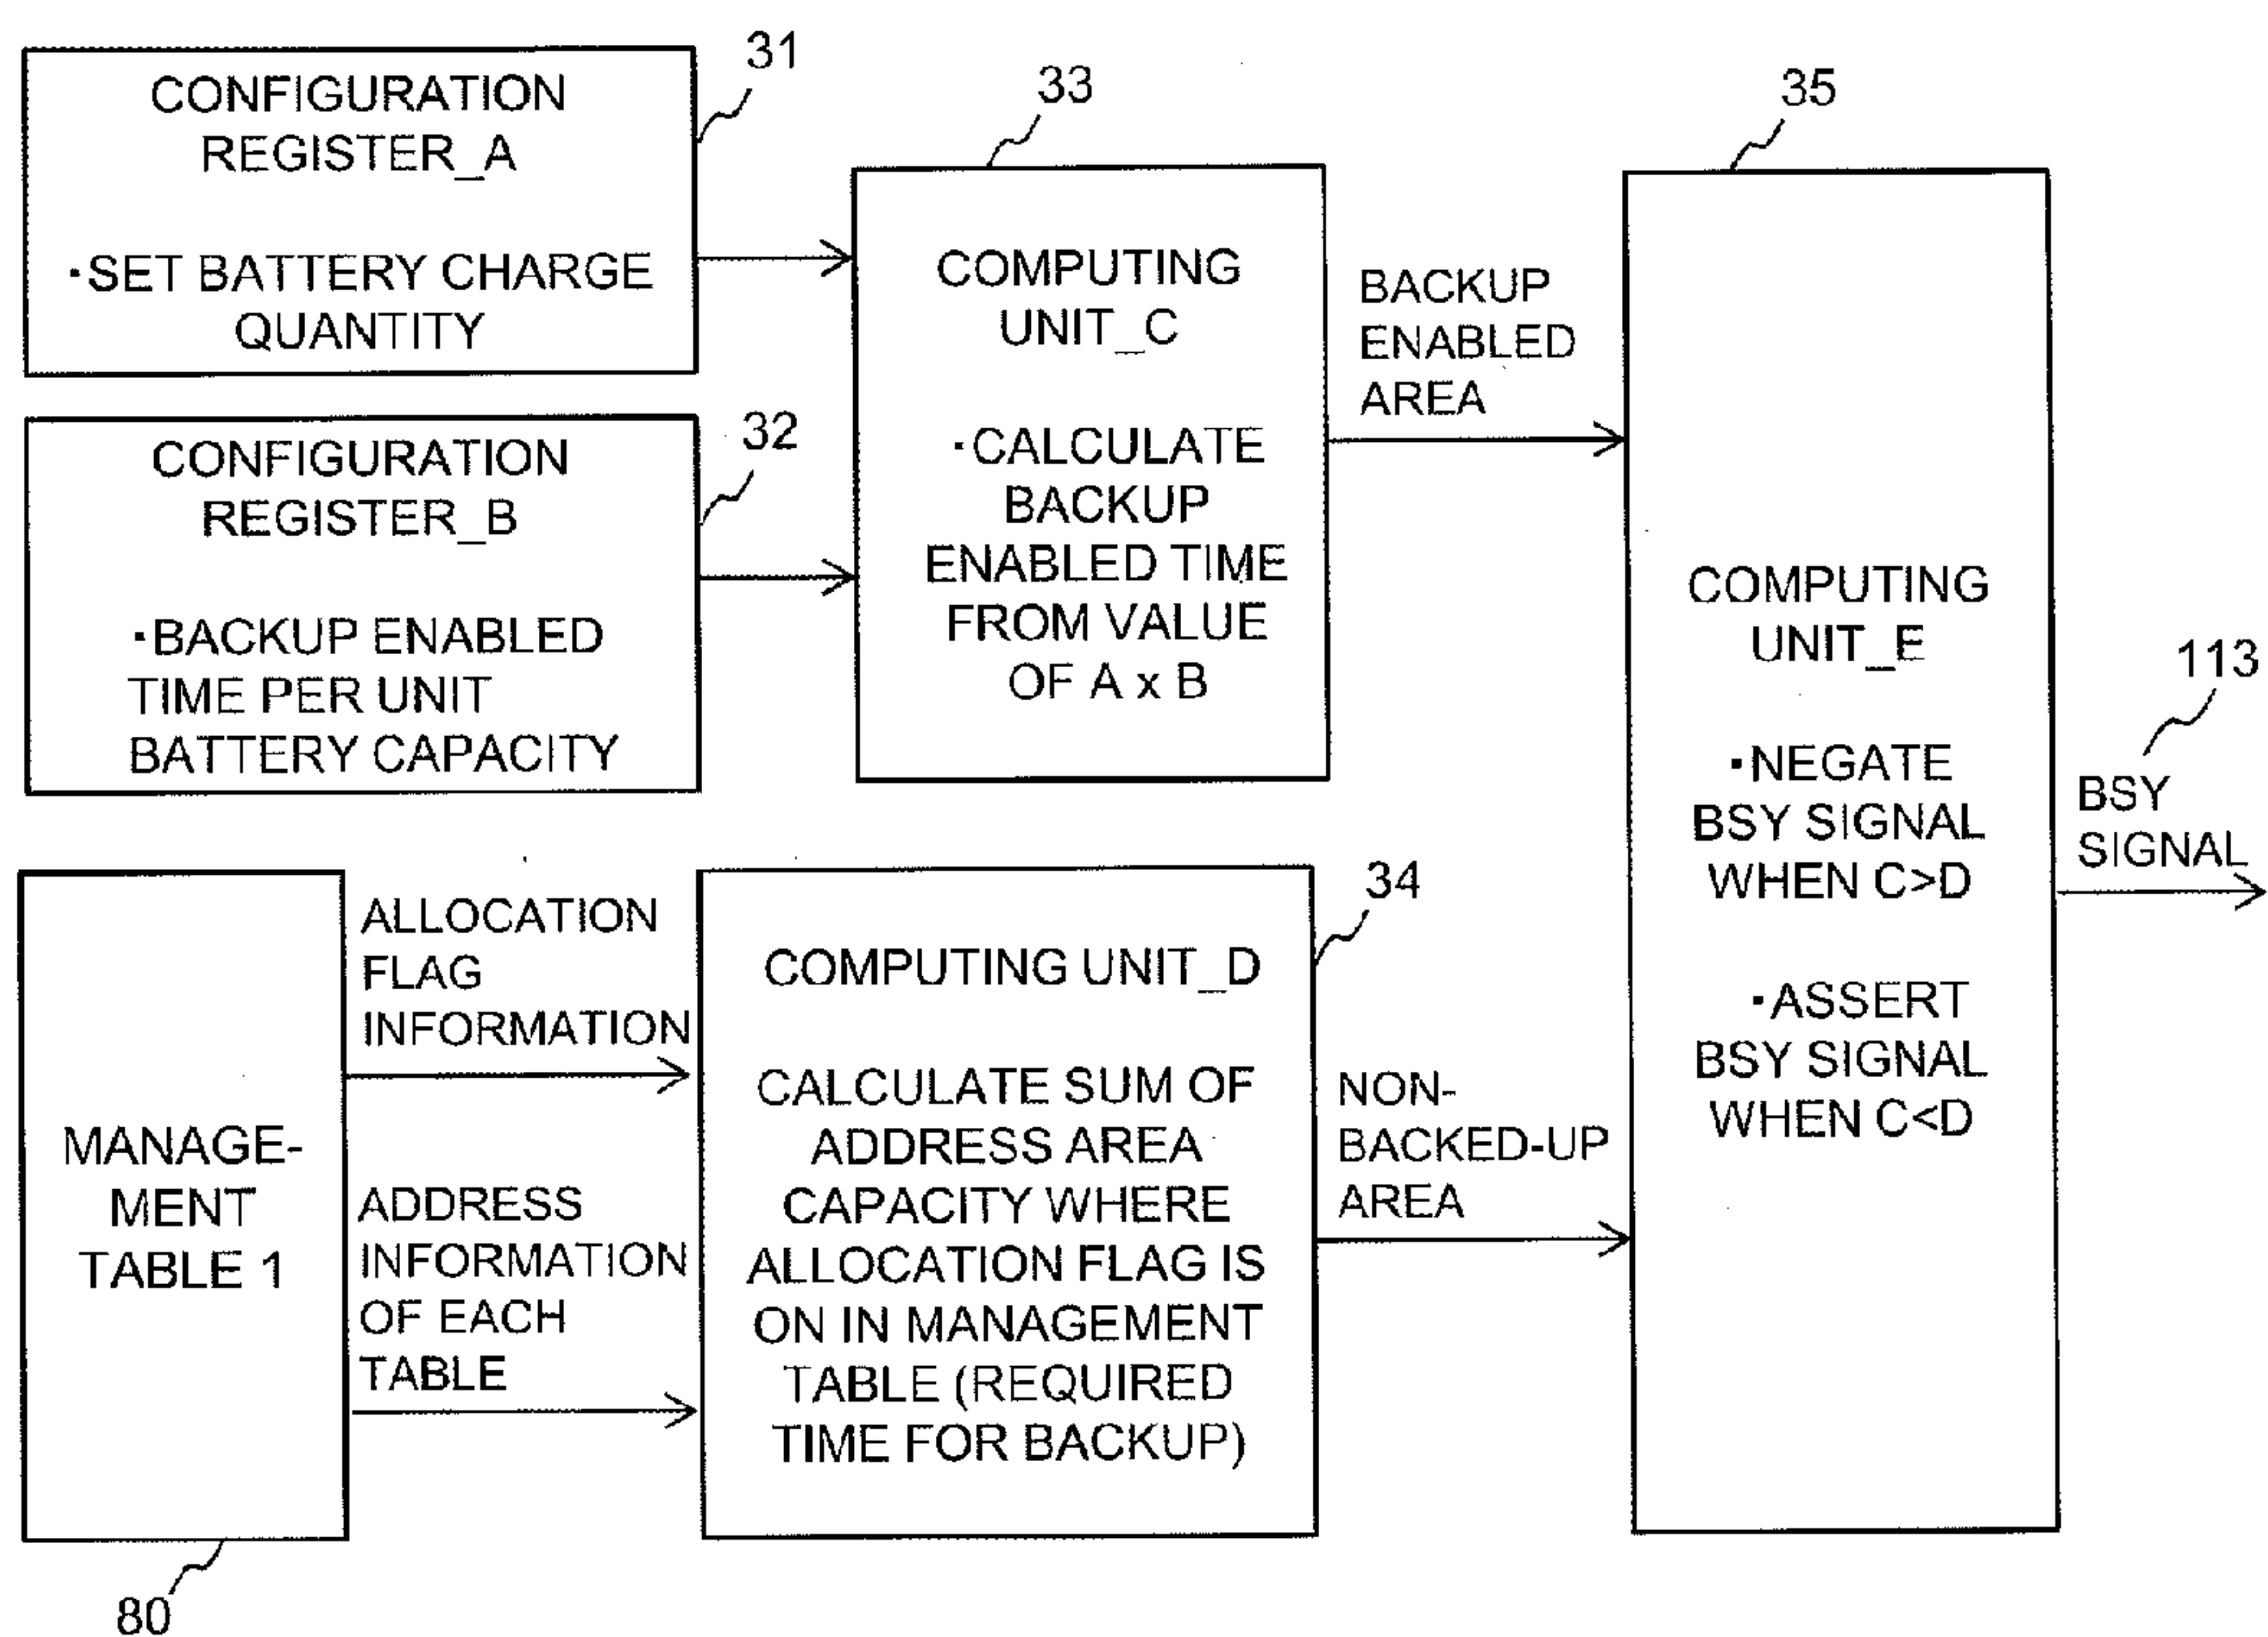 31
CONFIGURATION
REGISTER_A
·SET BATTERY CHARGE
QUANTITY
32
CONFIGURATION
REGISTER_B
·BACKUP ENABLED
TIME PER UNIT
BATTERY CAPACITY
33
COMPUTING
UNIT_C
·CALCULATE
BACKUP
ENABLED TIME
FROM VALUE
OF A x B
BACKUP
ENABLED
AREA
35
COMPUTING
UNIT_E
·NEGATE
BSY SIGNAL
WHEN C>D
·ASSERT
BSY SIGNAL
WHEN C<D
113
BSY
SIGNAL
MANAGE-
MENT
TABLE 1
80
ALLOCATION
FLAG
INFORMATION
ADDRESS
INFORMATION
OF EACH
TABLE
34
COMPUTING UNIT_D
CALCULATE SUM OF
ADDRESS AREA
CAPACITY WHERE
ALLOCATION FLAG IS
ON IN MANAGEMENT
TABLE (REQUIRED
TIME FOR BACKUP)
NON-
BACKED-UP
AREA